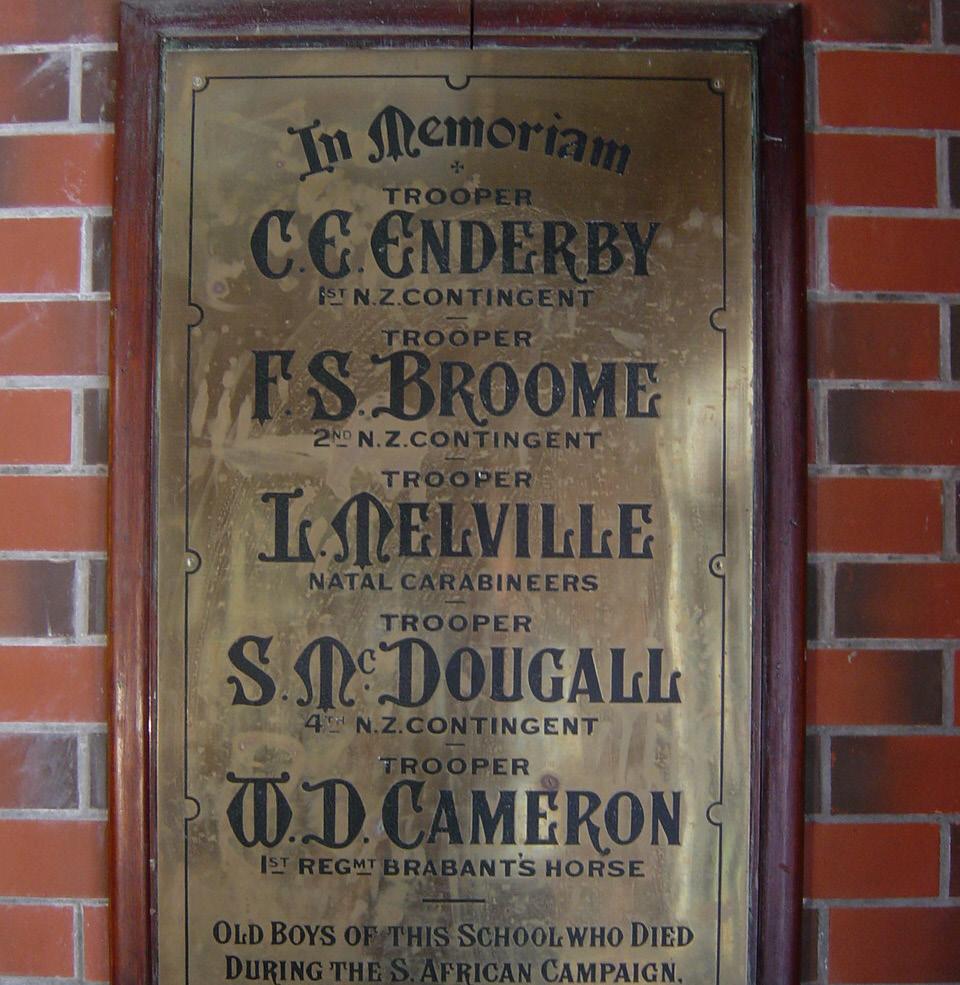 In Memoriam
TROOPER
C.E. ENDERBY
1ST N.Z. CONTINGENT
TROOPER
F.S. BROOME
2ND N.Z. CONTINGENT
TROOPER
L. MELVILLE
NATAL CARABINEERS
TROOPER
S. Mc. DOUGALL
4TH N.Z. CONTINGENT
TROOPER
W.D. CAMERON
1ST REGMT BRABANT'S HORSE
OLD BOYS OF THIS SCHOOL WHO DIED
DURING THE S. AFRICAN CAMPAIGN.